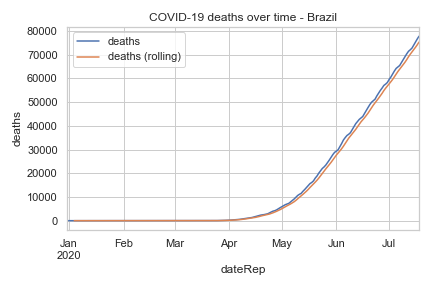 COVID-19 deaths over time - Brazil
80000
70000
60000
50000
40000
30000
20000
10000
0
deaths
deaths (rolling)
deaths
Jan
2020
Feb
Mar
Apr
May
Jun
Jul
dateRep